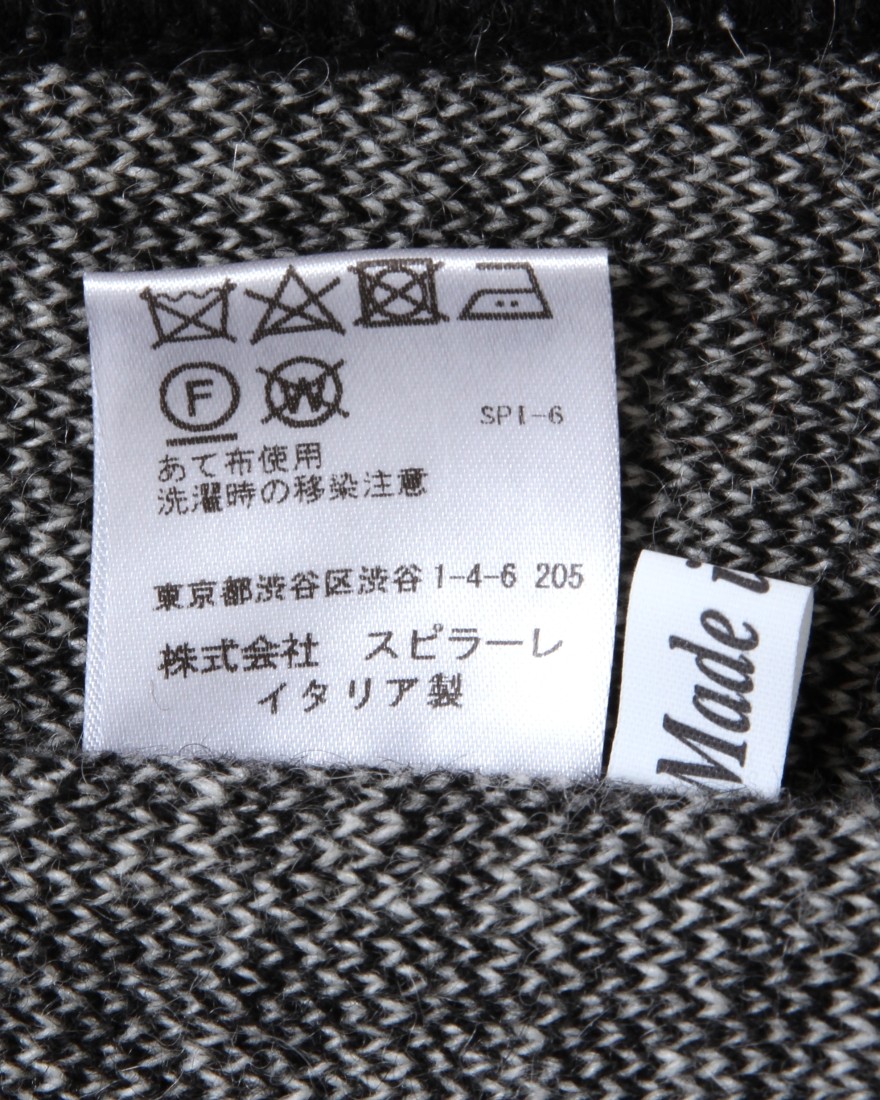 F W SPI-6
あて布使用
洗濯時の移染注意
東京都渋谷区渋谷 1-4-6 205
株式会社 スピラーレ
イタリア製
Made